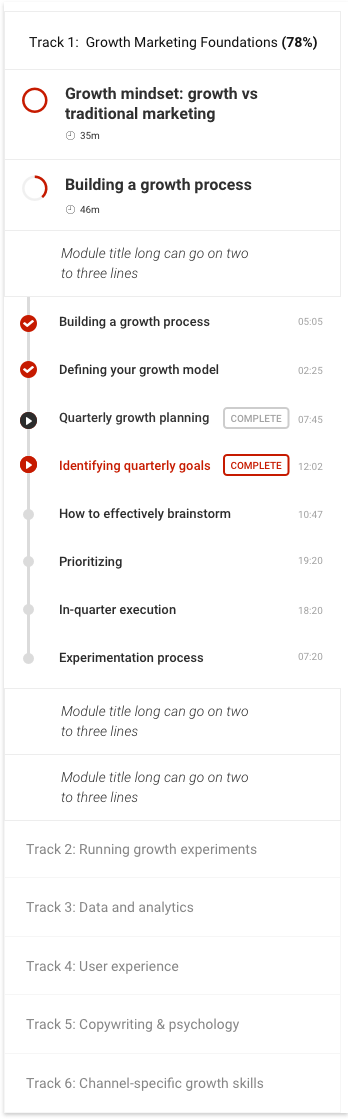 Track 1: Growth Marketing Foundations (78%)
Growth mindset: growth vs
traditional marketing
35m
Building a growth process
46m
Module title long can go on two
to three lines
Building a growth process 05:05
Defining your growth model 02:25
Quarterly growth planning COMPLETE 07:45
Identifying quarterly goals COMPLETE 12:02
How to effectively brainstorm 10:47
Prioritizing 19:20
In-quarter execution 18:20
Experimentation process 07:20
Module title long can go on two
to three lines
Module title long can go on two
to three lines
Track 2: Running growth experiments
Track 3: Data and analytics
Track 4: User experience
Track 5: Copywriting & psychology
Track 6: Channel-specific growth skills